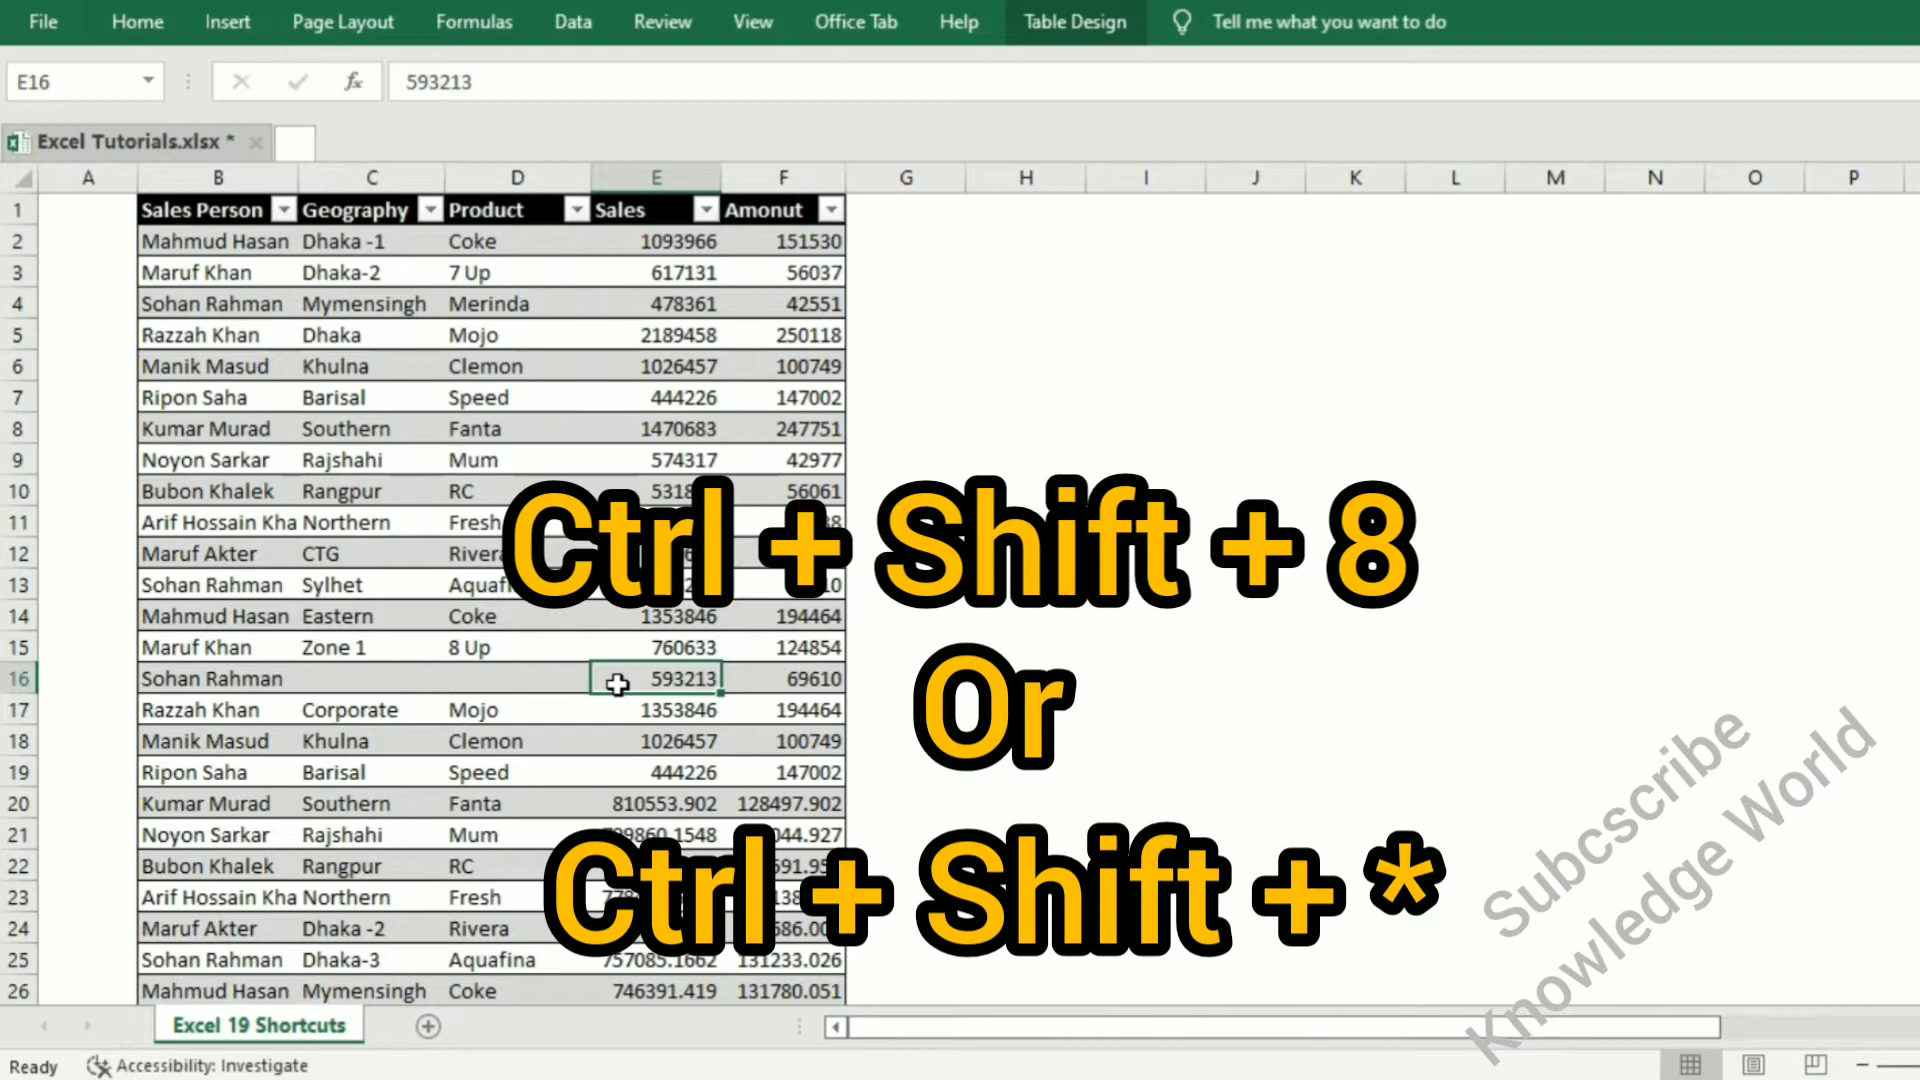 File Home Insert Page Layout Formulas Data Review View Office Tab Help Table Design Tell me what you want to do
E16 fx 593213
Excel Tutorials.xlsx *
A B C D E F G H I J K L M N O P
1 Sales Person Geography Product Sales Amonut
2 Mahmud Hasan Dhaka -1 Coke 1093966 151530
3 Maruf Khan Dhaka-2 7 Up 617131 56037
4 Sohan Rahman Mymensingh Merinda 478361 42551
5 Razzah Khan Dhaka Mojo 2189458 250118
6 Manik Masud Khulna Clemon 1026457 100749
7 Ripon Saha Barisal Speed 444226 147002
8 Kumar Murad Southern Fanta 1470683 247751
9 Noyon Sarkar Rajshahi Mum 574317 42977
10 Bubon Khalek Rangpur RC 56061
11 Arif Hossain Kha Northern Fresh
12 Maruf Akter CTG Rivera
13 Sohan Rahman Sylhet
Ctrl + Shift + 8
14 Mahmud Hasan Eastern Coke 1353846 194464
15 Maruf Khan Zone 1 8 Up 760633 124854
16 Sohan Rahman 593213 69610
17 Razzah Khan Corporate Mojo 1353846 194464
Or
18 Manik Masud Khulna Clemon 1026457 100749
19 Ripon Saha Barisal Speed 444226 147002
20 Kumar Murad Southern Fanta 810553.902 128497.902
21 Noyon Sarkar Rajshahi Mum
22 Bubon Khalek Rangpur RC
23 Arif Hossain Kha Northern Fresh
24 Maruf Akter Dhaka -2 Rivera
Ctrl + Shift + *
25 Sohan Rahman Dhaka-3 Aquafina 757085.1662 131233.026
26 Mahmud Hasan Mymensingh Coke 746391.419 131780.051
Subcscribe
Knowledge World
Excel 19 Shortcuts
Ready Accessibility: Investigate